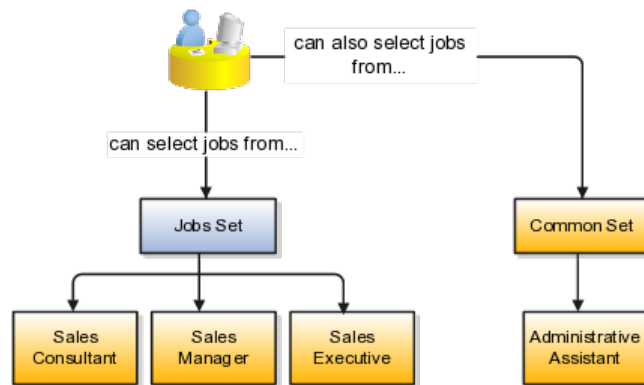 can also select jobs
from...
can select jobs from...
Jobs Set
Common Set
Sales
Consultant
Sales
Manager
Sales
Executive
Administrative
Assistant